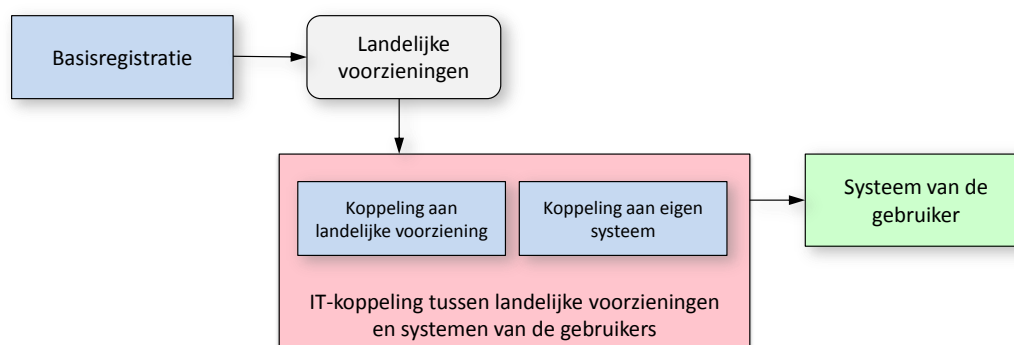 Basisregistratie
Landelijke
voorzieningen
Koppeling aan
landelijke voorziening
Koppeling aan eigen
systeem
IT-koppeling tussen landelijke voorzieningen
en systemen van de gebruikers
Systeem van de
gebruiker